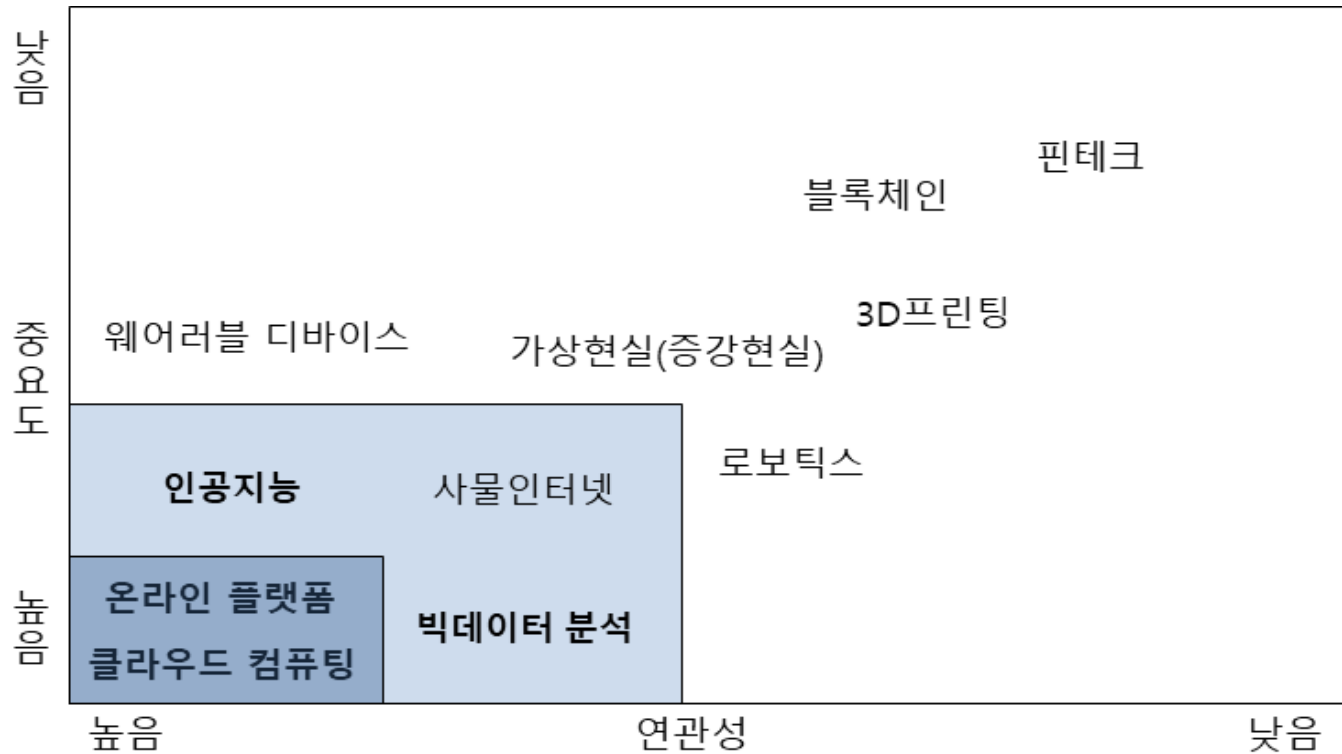 낮음
핀테크
블록체인
3D프린팅
중요도
웨어러블 디바이스
가상현실(증강현실)
로보틱스
인공지능
사물인터넷
높음
온라인 플랫폼
빅데이터 분석
클라우드 컴퓨팅
높음
연관성
낮음